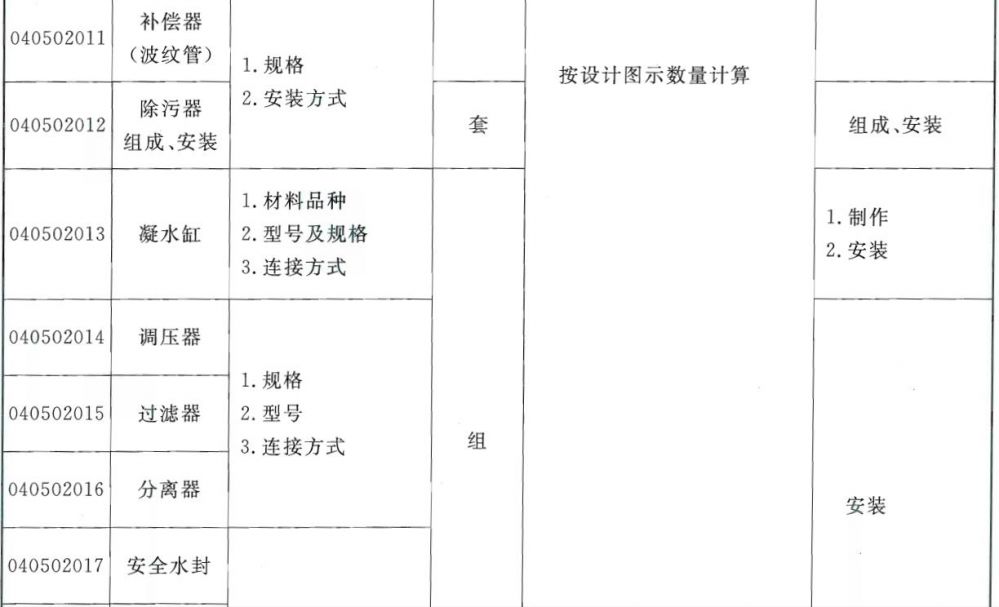 040502011
补偿器
(波纹管)
1.规格
2.安装方式
按设计图示数量计算
040502012
除污器
组成、安装
套
组成、安装
040502013
凝水缸
1.材料品种
2.型号及规格
3.连接方式
组
1.制作
2.安装
040502014
调压器
1.规格
2.型号
3.连接方式
安装
040502015
过滤器
040502016
分离器
040502017
安全水封